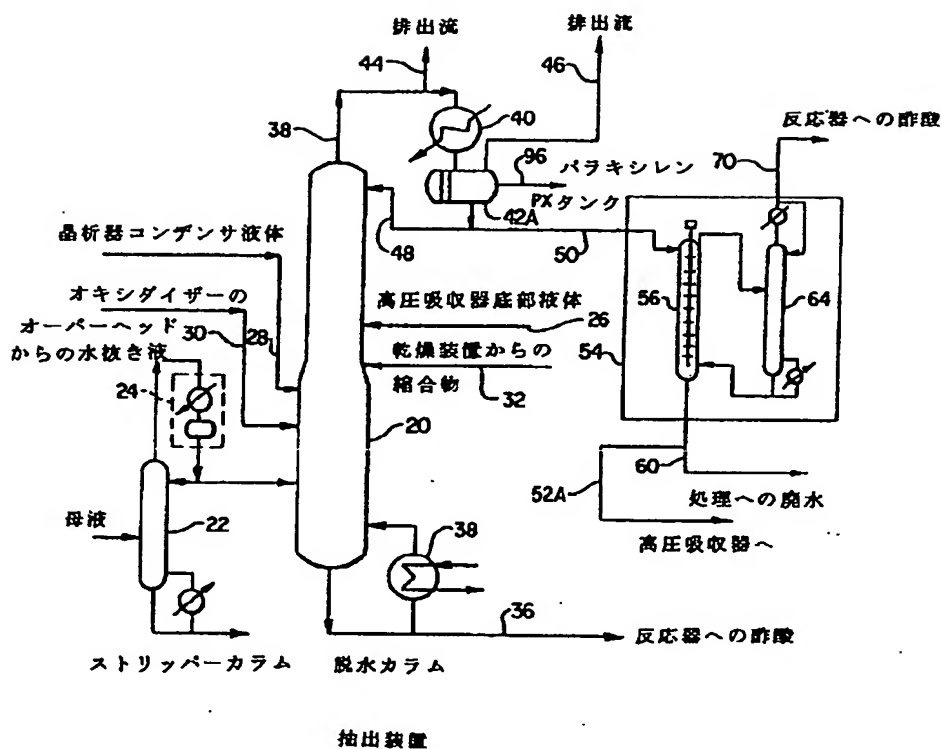 排出流
排出流
44
46
40
38
反応器への酢酸
70
96
パラキシレン
PXタンク
42A
晶析器コンデンサ液体
48
50
オキシダイザーの
オーバーヘッド
からの水抜き液
30
28
高圧吸収器底部液体
26
56
64
54
乾燥装置からの
縮合物
32
24
20
60
52A
処理への廃水
高圧吸収器へ
母液
22
38
36
反応器への酢酸
ストリッパーカラム
脱水カラム
抽出装置